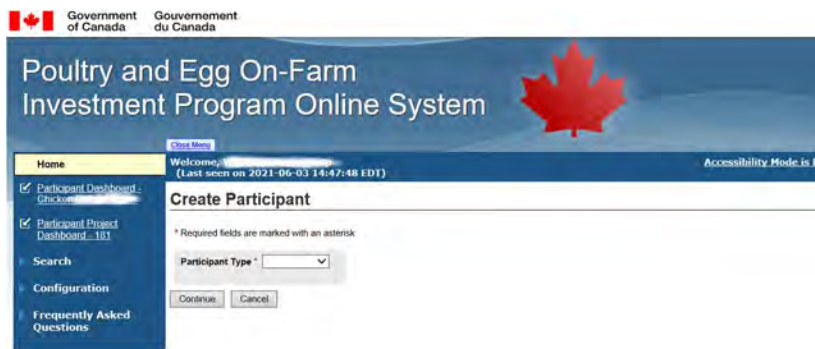 Government Gouvernement
of Canada du Canada
Poultry and Egg On-Farm
Investment Program Online System
Close Menu
Home
Welcome,
(Last seen on 2021-06-03 14:47:48 EDT)
Accessibility Mode is
Participant Dashboard -
Chicken
Create Participant
Participant Project
Dashboard - 181
* Required fields are marked with an asterisk
Search
Participant Type *
Configuration
Continue Cancel
Frequently Asked
Questions